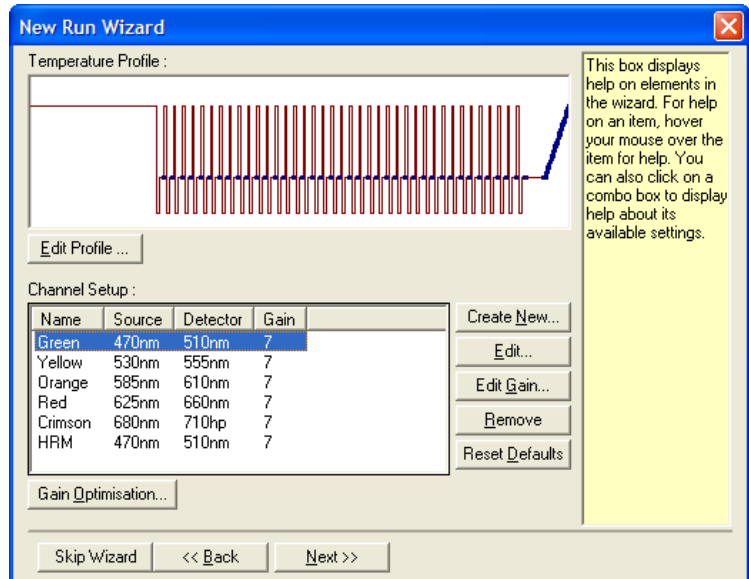 New Run Wizard
Temperature Profile :
Edit Profile ...
Channel Setup :
Name Source Detector Gain
Green 470nm 510nm 7
Yellow 530nm 555nm 7
Orange 585nm 610nm 7
Red 625nm 660nm 7
Crimson 680nm 710hp 7
HRM 470nm 510nm 7
Create New...
Edit...
Edit Gain...
Remove
Reset Defaults
Gain Optimisation...
This box displays
help on elements in
the wizard. For help
on an item, hover
your mouse over the
item for help. You
can also click on a
combo box to display
help about its
available settings.
Skip Wizard
<< Back
Next >>